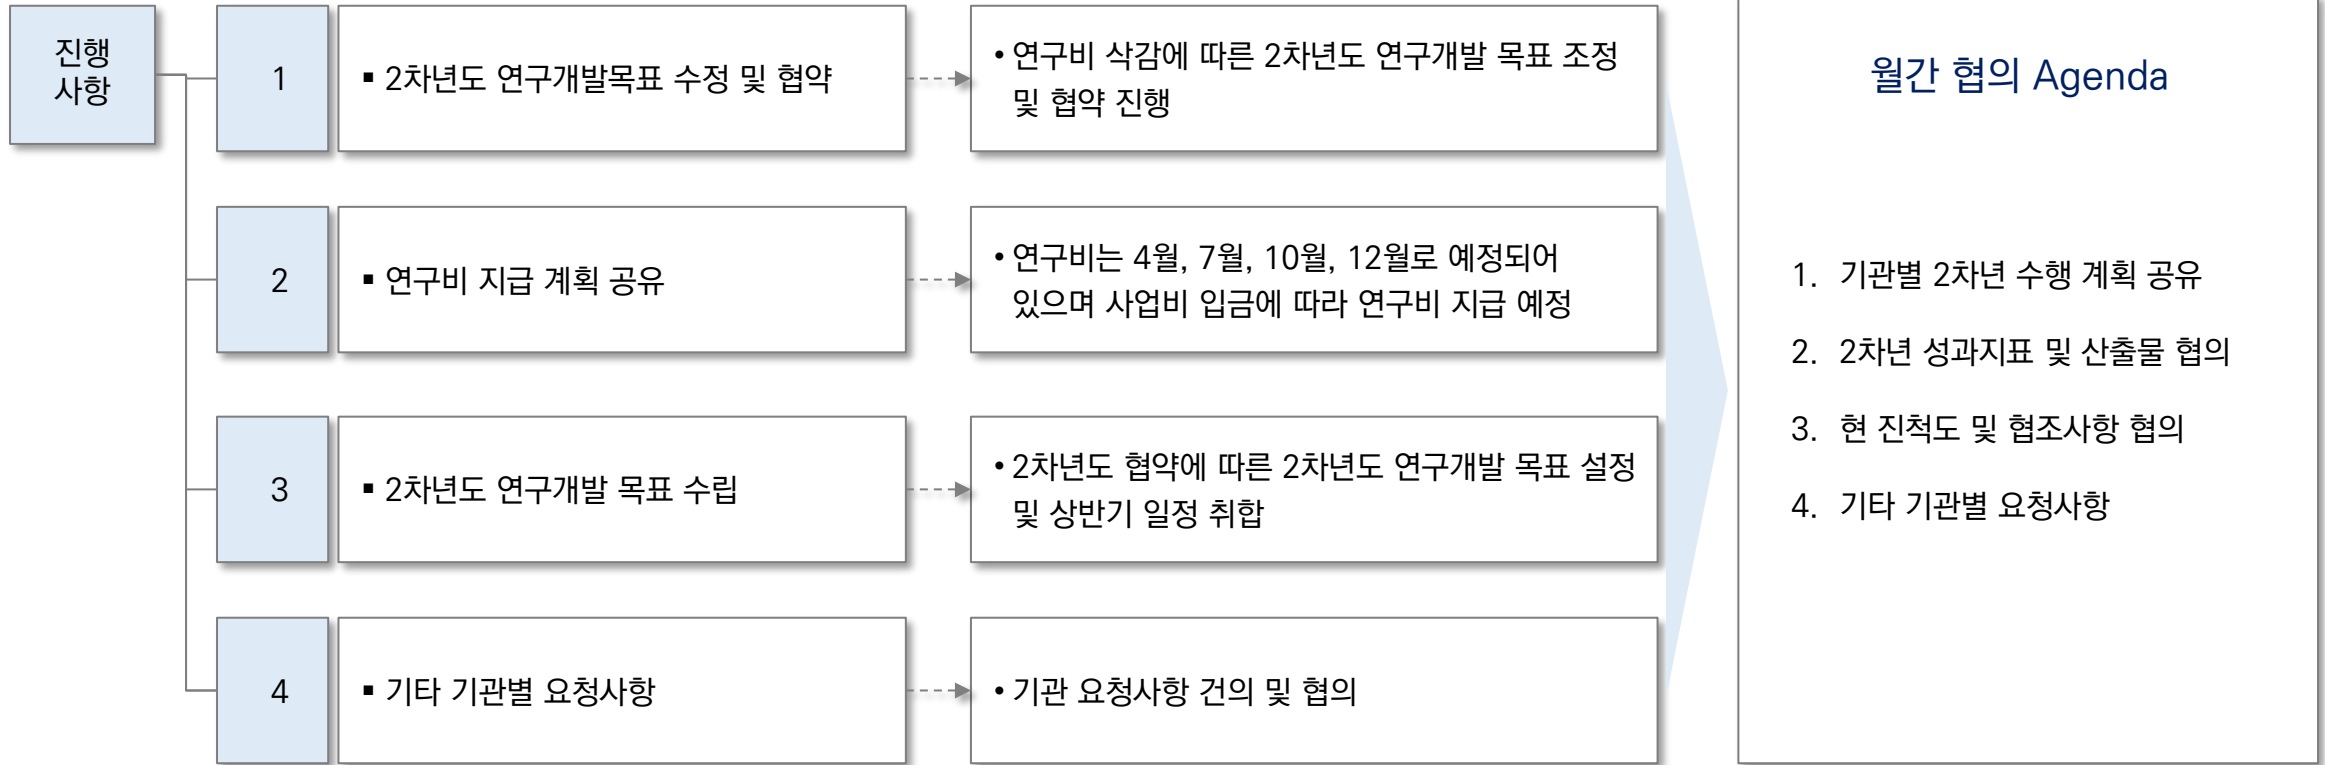 진행
사항
1
▪ 2차년도 연구개발목표 수정 및 협약
• 연구비 삭감에 따른 2차년도 연구개발 목표 조정
및 협약 진행
2
▪ 연구비 지급 계획 공유
• 연구비는 4월, 7월, 10월, 12월로 예정되어
있으며 사업비 입금에 따라 연구비 지급 예정
3
▪ 2차년도 연구개발 목표 수립
• 2차년도 협약에 따른 2차년도 연구개발 목표 설정
및 상반기 일정 취합
4
▪ 기타 기관별 요청사항
• 기관 요청사항 건의 및 협의
월간 협의 Agenda
1. 기관별 2차년 수행 계획 공유
2. 2차년 성과지표 및 산출물 협의
3. 현 진척도 및 협조사항 협의
4. 기타 기관별 요청사항